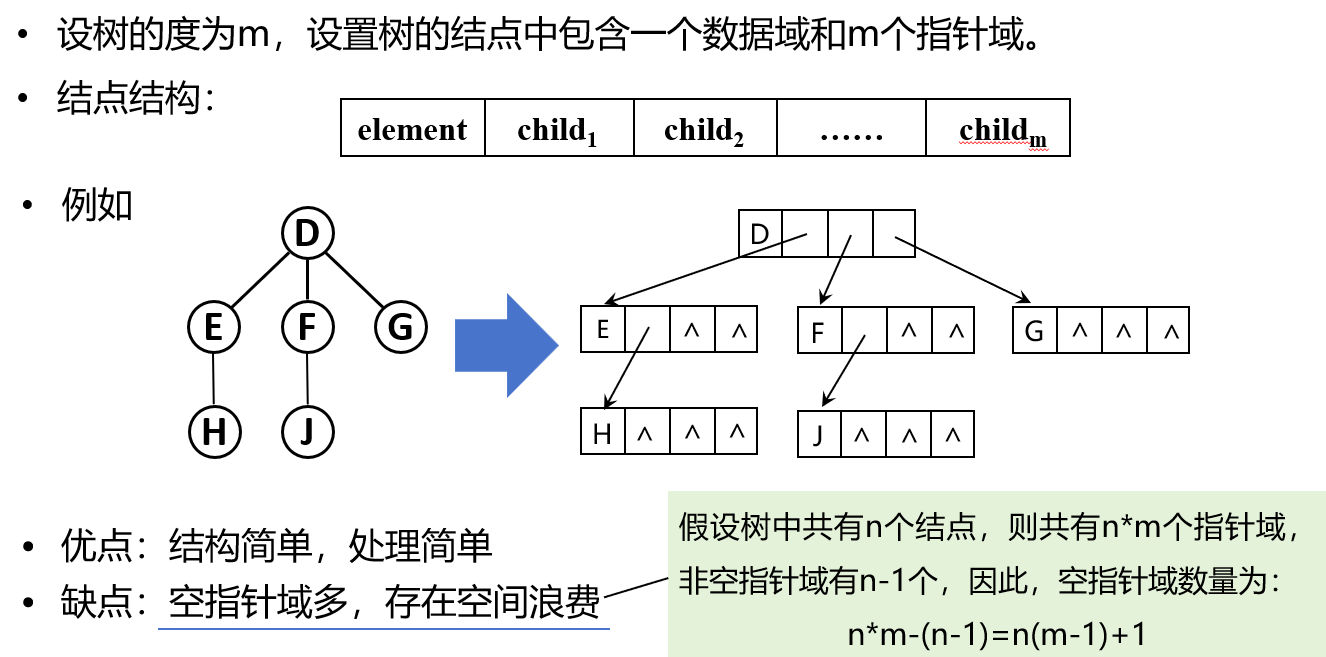 • 设树的度为m，设置树的结点中包含一个数据域和m个指针域。
• 结点结构：
element child₁ child₂ …… childₘ
• 例如
D
E F G
H J
D
E ^ ^ F ^ ^ G ^ ^ ^
H ^ ^ ^ J ^ ^ ^
• 优点：结构简单，处理简单
• 缺点：空指针域多，存在空间浪费
假设树中共有n个结点，则共有n*m个指针域，
非空指针域有n-1个，因此，空指针域数量为：
n*m-(n-1)=n(m-1)+1